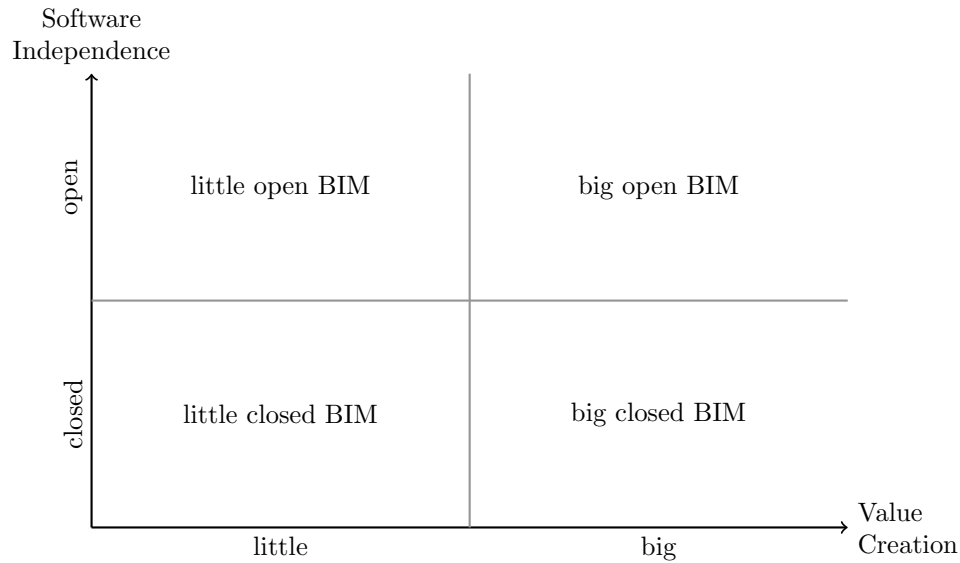 Software
Independence
open
little open BIM
big open BIM
closed
little closed BIM
big closed BIM
little
big
Value
Creation